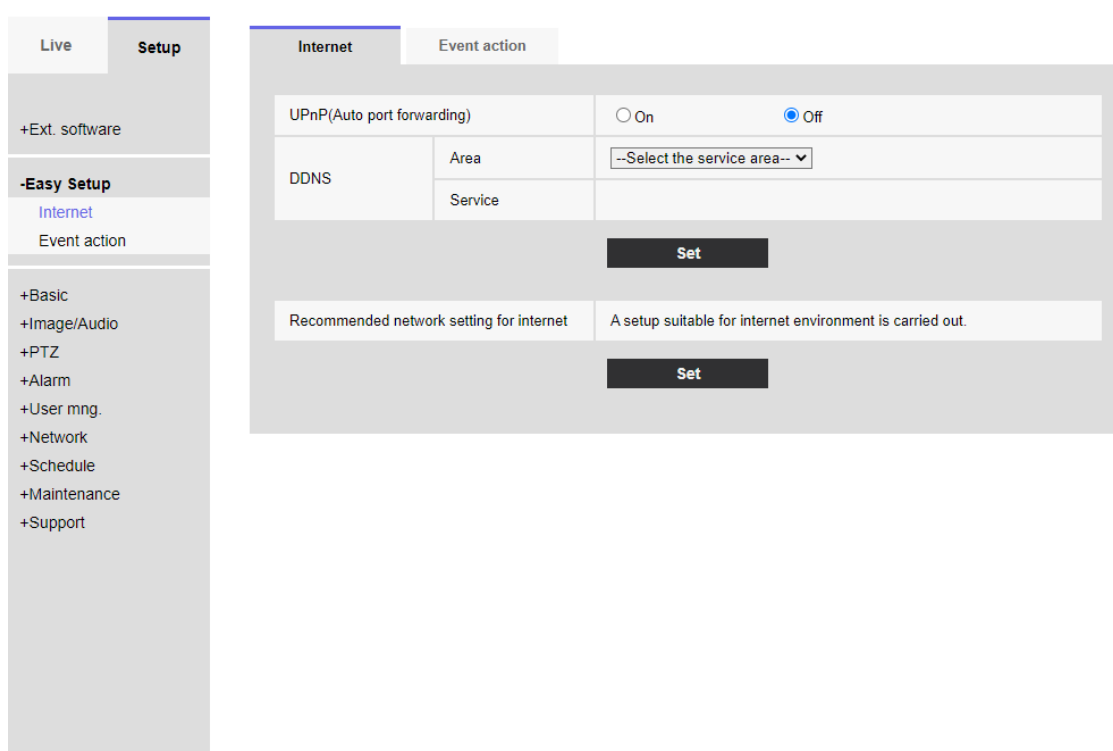 Live
Setup
+Ext. software
-Easy Setup
Internet
Event action
+Basic
+Image/Audio
+PTZ
+Alarm
+User mng.
+Network
+Schedule
+Maintenance
+Support
Internet
Event action
UPnP(Auto port forwarding)
On
Off
DDNS
Area
--Select the service area--
Service
Set
Recommended network setting for internet
A setup suitable for internet environment is carried out.
Set